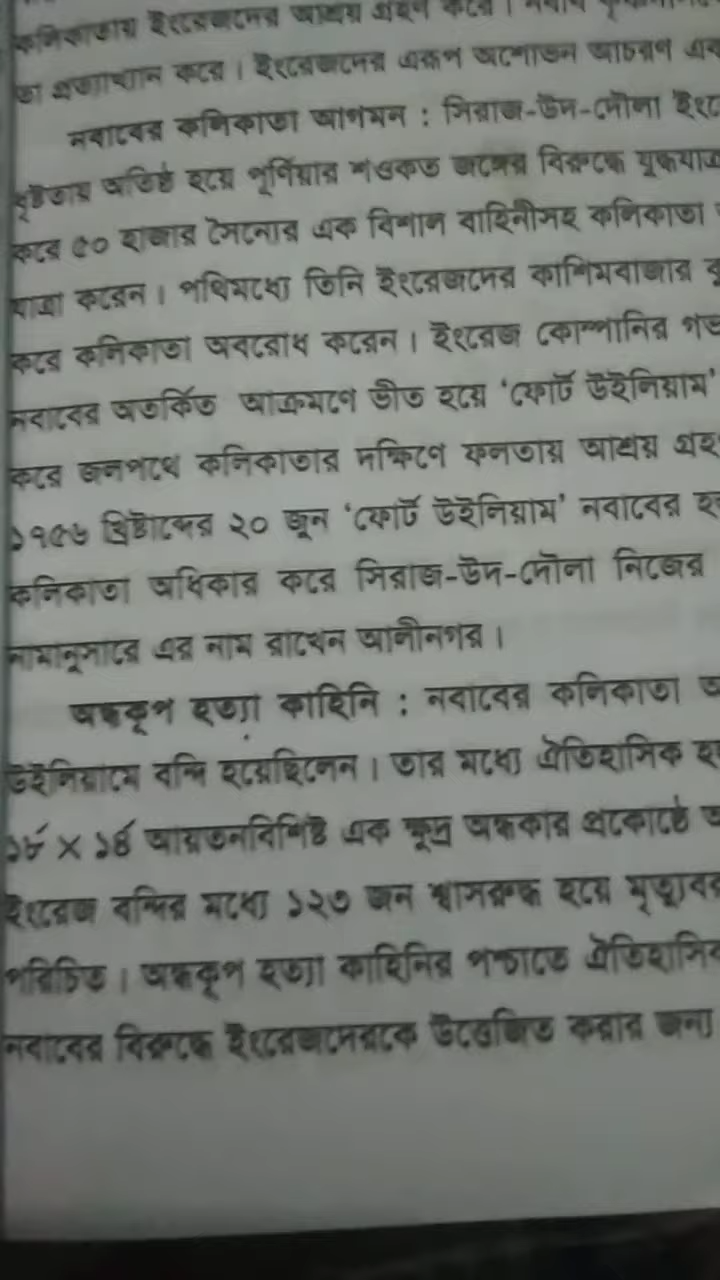 কলিকাতায় ইংরেজদের আশ্রয় গ্রহণ করে। নবাব
তা প্রত্যাখ্যান করে। ইংরেজদের এরূপ অশোভন আচরণ
নবাবের কলিকাতা আগমন : সিরাজ-উদ-দৌলা
ধৃষ্টতায় অতিষ্ঠ হয়ে পূর্ণিয়ার শওকত জঙ্গের বিরুদ্ধে
করে ৫০ হাজার সৈন্যের এক বিশাল বাহিনীসহ কলিকাতা
যাত্রা করেন। পথিমধ্যে তিনি ইংরেজদের কাশিমবাজার
করে কলিকাতা অবরোধ করেন। ইংরেজ কোম্পানির
নবাবের অতর্কিত আক্রমণে ভীত হয়ে ‘ফোর্ট উইলিয়াম’
করে জলপথে কলিকাতার দক্ষিণে ফলতায় আশ্রয়
১৭৫৬ খ্রিষ্টাব্দের ২০ জুন ‘ফোর্ট উইলিয়াম’ নবাবের
কলিকাতা অধিকার করে সিরাজ-উদ-দৌলা নিজের
নামানুসারে এর নাম রাখেন আলীনগর।
অন্ধকূপ হত্যা কাহিনি : নবাবের কলিকাতা
উইলিয়ামে বন্দি হয়েছিলেন। তার মধ্যে ঐতিহাসিক
১৮́ × ১৪́ আয়তনবিশিষ্ট এক ক্ষুদ্র অন্ধকার প্রকোষ্ঠে
ইংরেজ বন্দির মধ্যে ১২৩ জন শ্বাসরুদ্ধ হয়ে
পরিচিত। অন্ধকূপ হত্যা কাহিনির পশ্চাতে
নবাবের বিরুদ্ধে ইংরেজদেরকে উত্তেজিত করার জন্য